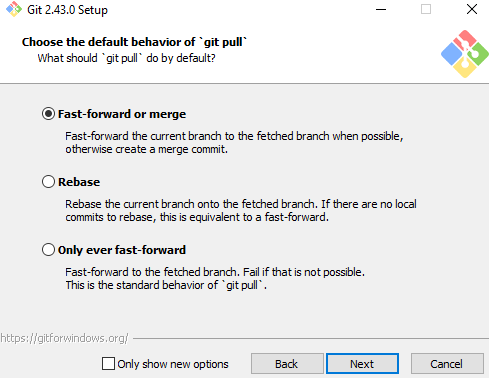 Git 2.43.0 Setup
Choose the default behavior of `git pull`
What should `git pull` do by default?
Fast-forward or merge
Fast-forward the current branch to the fetched branch when possible,
otherwise create a merge commit.
Rebase
Rebase the current branch onto the fetched branch. If there are no local
commits to rebase, this is equivalent to a fast-forward.
Only ever fast-forward
Fast-forward to the fetched branch. Fail if that is not possible.
This is the standard behavior of `git pull`.
https://gitforwindows.org/
Only show new options
Back
Next
Cancel